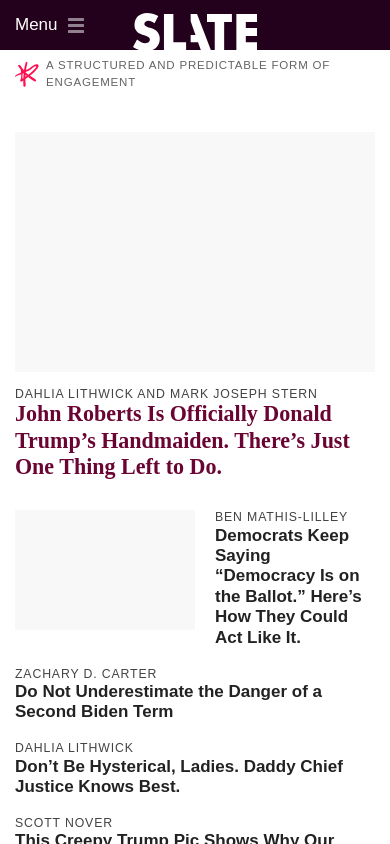 Menu
SLATE
A STRUCTURED AND PREDICTABLE FORM OF
ENGAGEMENT
DAHLIA LITHWICK AND MARK JOSEPH STERN
John Roberts Is Officially Donald
Trump’s Handmaiden. There’s Just
One Thing Left to Do.
BEN MATHIS-LILLEY
Democrats Keep
Saying
“Democracy Is on
the Ballot.” Here’s
How They Could
Act Like It.
ZACHARY D. CARTER
Do Not Underestimate the Danger of a
Second Biden Term
DAHLIA LITHWICK
Don’t Be Hysterical, Ladies. Daddy Chief
Justice Knows Best.
SCOTT NOVER
This Creepy Trump Pic Shows Why Our